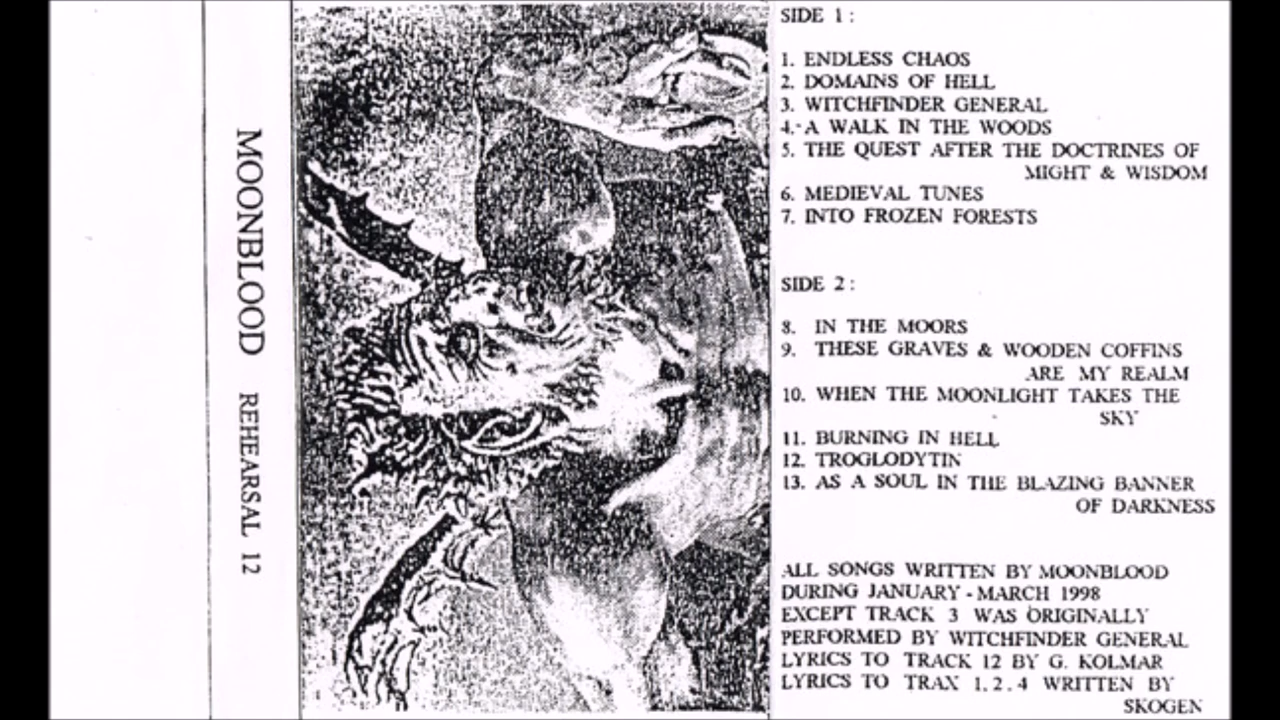 MOONBLOOD REHEARSAL 12
SIDE 1 :
1. ENDLESS CHAOS
2. DOMAINS OF HELL
3. WITCHFINDER GENERAL
4. A WALK IN THE WOODS
5. THE QUEST AFTER THE DOCTRINES OF
MIGHT & WISDOM
6. MEDIEVAL TUNES
7. INTO FROZEN FORESTS
SIDE 2 :
8. IN THE MOORS
9. THESE GRAVES & WOODEN COFFINS
ARE MY REALM
10. WHEN THE MOONLIGHT TAKES THE
SKY
11. BURNING IN HELL
12. TROGLODYTIN
13. AS A SOUL IN THE BLAZING BANNER
OF DARKNESS
ALL SONGS WRITTEN BY MOONBLOOD
DURING JANUARY - MARCH 1998
EXCEPT TRACK 3 WAS ORIGINALLY
PERFORMED BY WITCHFINDER GENERAL
LYRICS TO TRACK 12 BY G. KOLMAR
LYRICS TO TRAX 1.2.4 WRITTEN BY
SKOGEN